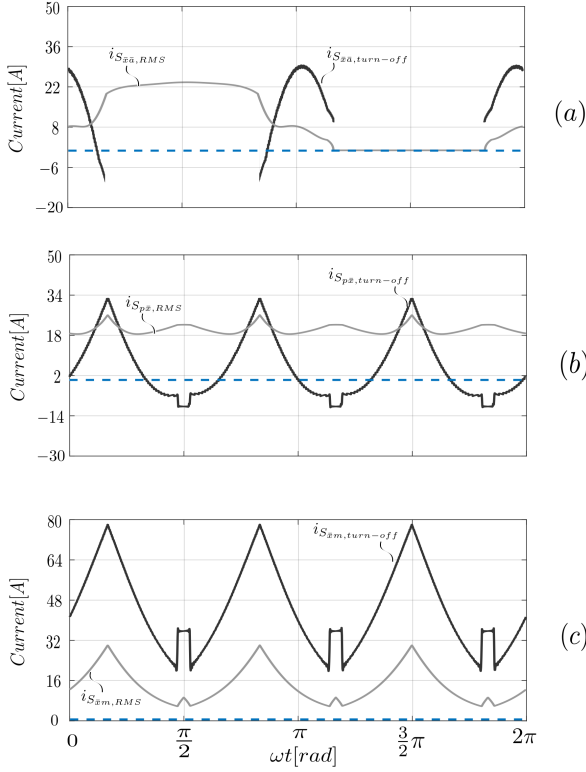 50
36
22
8
−6
−20
Current[A]
i_{S_{x̄ā,RMS}}
i_{S_{x̄ā,turn−off}}
(a)
50
34
18
2
−14
−30
Current[A]
i_{S_{px̄,RMS}}
i_{S_{px̄,turn−off}}
(b)
80
64
48
32
16
0
Current[A]
i_{S_{x̄m,turn−off}}
i_{S_{x̄m,RMS}}
(c)
0 π/2 π 3/2π 2π
ωt[rad]